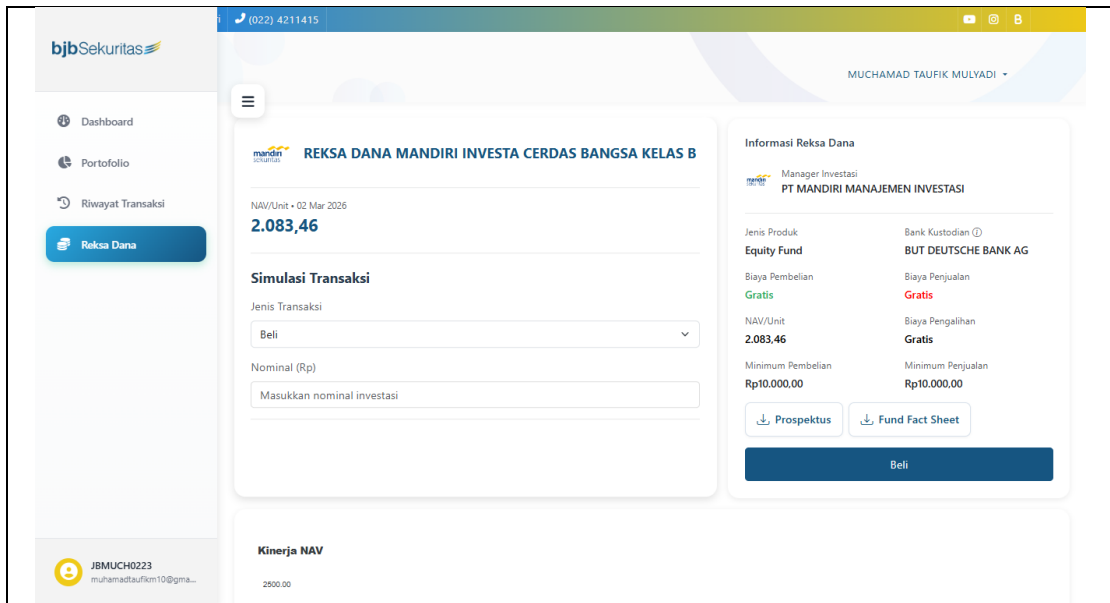 (022) 4211415
bjbSekuritas
MUCHAMAD TAUFIK MULYADI
Dashboard
Portofolio
Riwayat Transaksi
Reksa Dana
mandiri
sekuritas
REKSA DANA MANDIRI INVESTA CERDAS BANGSA KELAS B
NAV/Unit • 02 Mar 2026
2.083,46
Simulasi Transaksi
Jenis Transaksi
Beli
Nominal (Rp)
Masukkan nominal investasi
Informasi Reksa Dana
Manager Investasi
PT MANDIRI MANAJEMEN INVESTASI
Jenis Produk
Equity Fund
Bank Kustodian
BUT DEUTSCHE BANK AG
Biaya Pembelian
Gratis
Biaya Penjualan
Gratis
NAV/Unit
2.083,46
Biaya Pengalihan
Gratis
Minimum Pembelian
Rp10.000,00
Minimum Penjualan
Rp10.000,00
Prospektus
Fund Fact Sheet
Beli
Kinerja NAV
2500.00
JBMUCH0223
muhamadtaufikm10@gma...